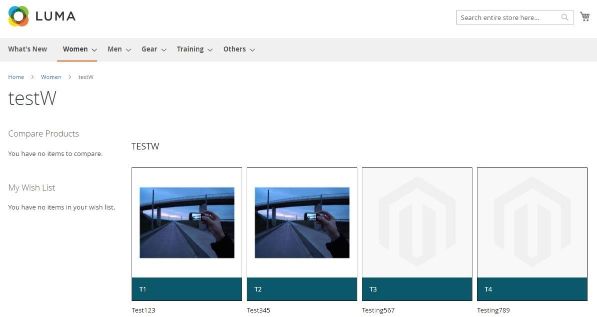 LUMA
Search entire store here...
What's New Women Men Gear Training Others
Home > Women > testW
testW
Compare Products
You have no items to compare.
My Wish List
You have no items in your wish list.
TESTW
T1 T2 T3 T4
Test123 Test345 Testing567 Testing789